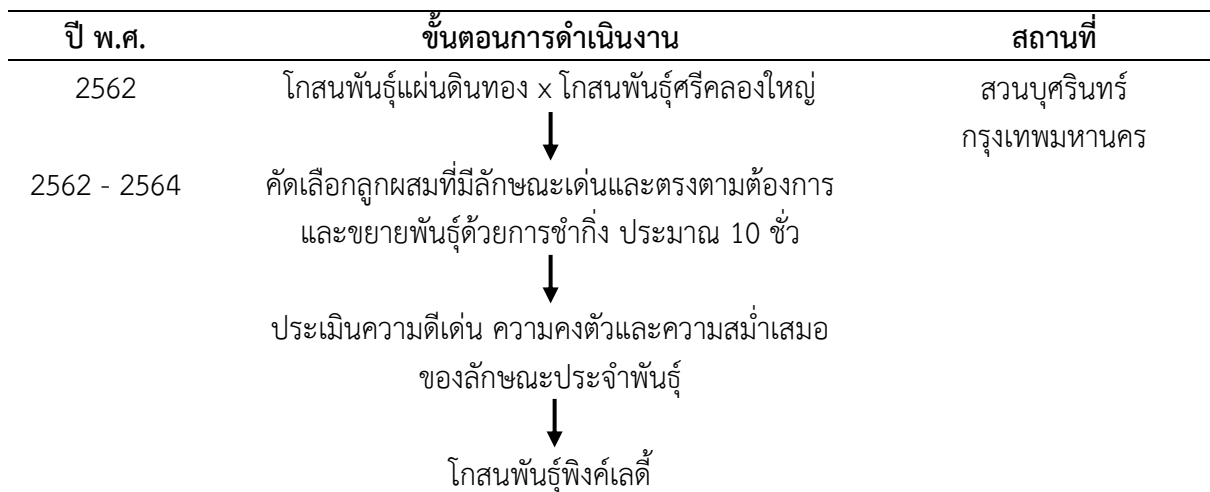 ปี พ.ศ. ขั้นตอนการดำเนินงาน สถานที่
2562 โกสนพันธุ์แผ่นดินทอง x โกสนพันธุ์ศรีคลองใหญ่ สวนบุศรินทร์
กรุงเทพมหานคร
2562 - 2564 คัดเลือกลูกผสมที่มีลักษณะเด่นและตรงตามต้องการ
และขยายพันธุ์ด้วยการชำกิ่ง ประมาณ 10 ชั่ว
ประเมินความดีเด่น ความคงตัวและความสม่ำเสมอ
ของลักษณะประจำพันธุ์
โกสนพันธุ์พิงค์เลดี้